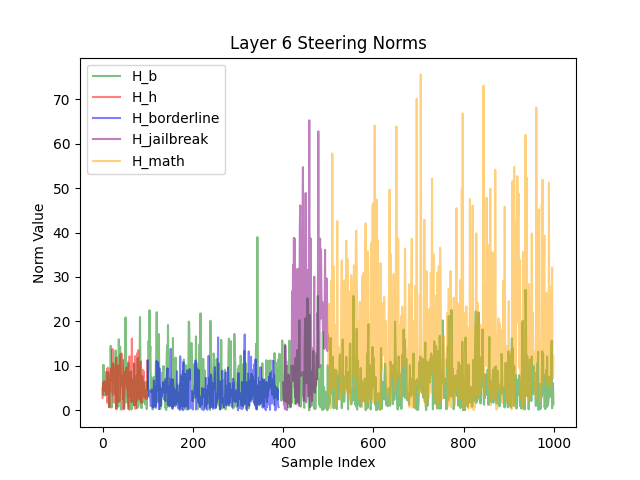 Layer 6 Steering Norms
H_b
H_h
H_borderline
H_jailbreak
H_math
Norm Value
70
60
50
40
30
20
10
0
0
200
400
600
800
1000
Sample Index